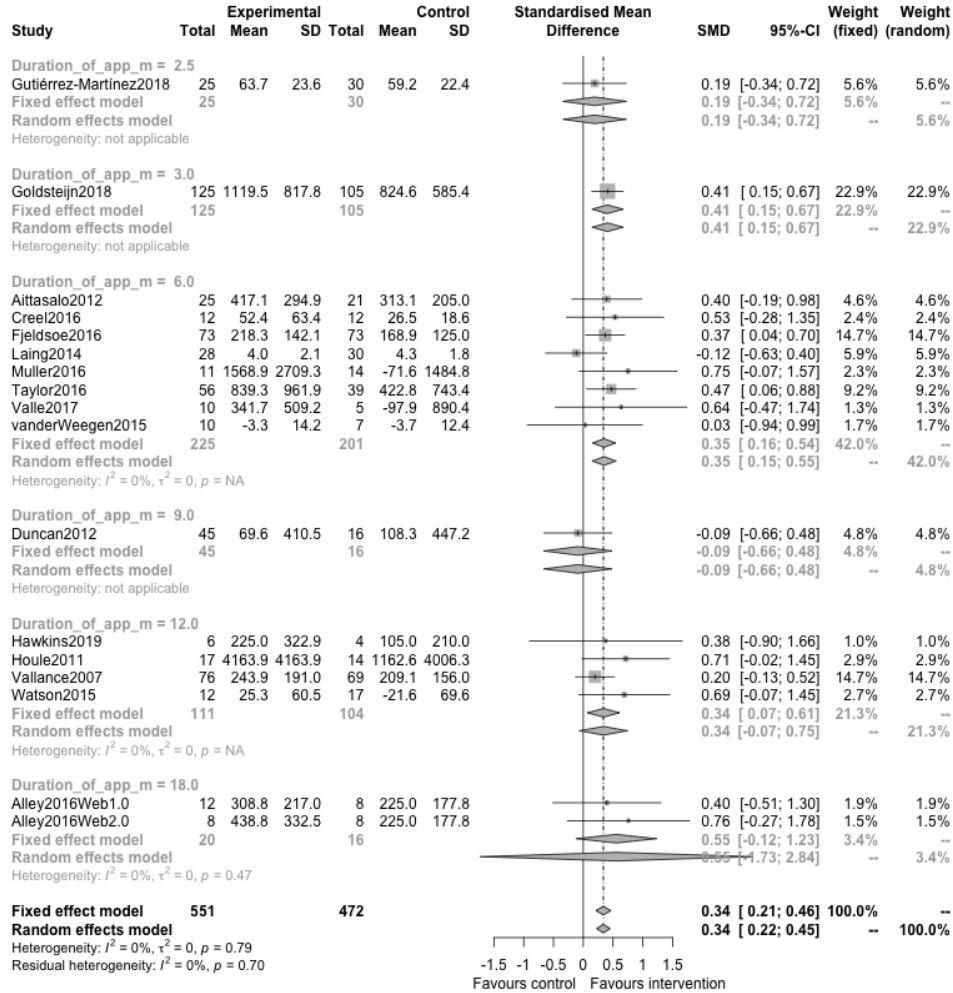 Experimental Control Standardised Mean Weight Weight
Study Total Mean SD Total Mean SD Difference SMD 95%-CI (fixed) (random)
Duration_of_app_m = 2.5
Gutiérrez-Martínez2018 25 63.7 23.6 30 59.2 22.4 0.19 [-0.34; 0.72] 5.6% 5.6%
Fixed effect model 25 30 0.19 [-0.34; 0.72] 5.6% --
Random effects model 0.19 [-0.34; 0.72] -- 5.6%
Heterogeneity: not applicable
Duration_of_app_m = 3.0
Goldsteijn2018 125 1119.5 817.8 105 824.6 585.4 0.41 [ 0.15; 0.67] 22.9% 22.9%
Fixed effect model 125 105 0.41 [ 0.15; 0.67] 22.9% --
Random effects model 0.41 [ 0.15; 0.67] -- 22.9%
Heterogeneity: not applicable
Duration_of_app_m = 6.0
Aittasalo2012 25 417.1 294.9 21 313.1 205.0 0.40 [-0.19; 0.98] 4.6% 4.6%
Creel2016 12 52.4 63.4 12 26.5 18.6 0.53 [-0.28; 1.35] 2.4% 2.4%
Fjeldsoe2016 73 218.3 142.1 73 168.9 125.0 0.37 [ 0.04; 0.70] 14.7% 14.7%
Laing2014 28 4.0 2.1 30 4.3 1.8 -0.12 [-0.63; 0.40] 5.9% 5.9%
Muller2016 11 1568.9 2709.3 14 -71.6 1484.8 0.75 [-0.07; 1.57] 2.3% 2.3%
Taylor2016 56 839.3 961.9 39 422.8 743.4 0.47 [ 0.06; 0.88] 9.2% 9.2%
Valle2017 10 341.7 509.2 5 -97.9 890.4 0.64 [-0.47; 1.74] 1.3% 1.3%
vanderWeegen2015 10 -3.3 14.2 7 -3.7 12.4 0.03 [-0.94; 0.99] 1.7% 1.7%
Fixed effect model 225 201 0.35 [ 0.16; 0.54] 42.0% --
Random effects model 0.35 [ 0.15; 0.55] -- 42.0%
Heterogeneity: I² = 0%, τ² = 0, p = NA
Duration_of_app_m = 9.0
Duncan2012 45 69.6 410.5 16 108.3 447.2 -0.09 [-0.66; 0.48] 4.8% 4.8%
Fixed effect model 45 16 -0.09 [-0.66; 0.48] 4.8% --
Random effects model -0.09 [-0.66; 0.48] -- 4.8%
Heterogeneity: not applicable
Duration_of_app_m = 12.0
Hawkins2019 6 225.0 322.9 4 105.0 210.0 0.38 [-0.90; 1.66] 1.0% 1.0%
Houle2011 17 4163.9 4163.9 14 1162.6 4006.3 0.71 [-0.02; 1.45] 2.9% 2.9%
Vallance2007 76 243.9 191.0 69 209.1 156.0 0.20 [-0.13; 0.52] 14.7% 14.7%
Watson2015 12 25.3 60.5 17 -21.6 69.6 0.69 [-0.07; 1.45] 2.7% 2.7%
Fixed effect model 111 104 0.34 [ 0.07; 0.61] 21.3% --
Random effects model 0.34 [-0.07; 0.75] -- 21.3%
Heterogeneity: I² = 0%, τ² = 0, p = NA
Duration_of_app_m = 18.0
Alley2016Web1.0 12 308.8 217.0 8 225.0 177.8 0.40 [-0.51; 1.30] 1.9% 1.9%
Alley2016Web2.0 8 438.8 332.5 8 225.0 177.8 0.76 [-0.27; 1.78] 1.5% 1.5%
Fixed effect model 20 16 0.55 [-0.12; 1.23] 3.4% --
Random effects model 0.55 [-1.73; 2.84] -- 3.4%
Heterogeneity: I² = 0%, τ² = 0, p = 0.47
Fixed effect model 551 472 0.34 [ 0.21; 0.46] 100.0% --
Random effects model 0.34 [ 0.22; 0.45] -- 100.0%
Heterogeneity: I² = 0%, τ² = 0, p = 0.79
Residual heterogeneity: I² = 0%, p = 0.70
-1.5 -1 -0.5 0 0.5 1 1.5
Favours control Favours intervention